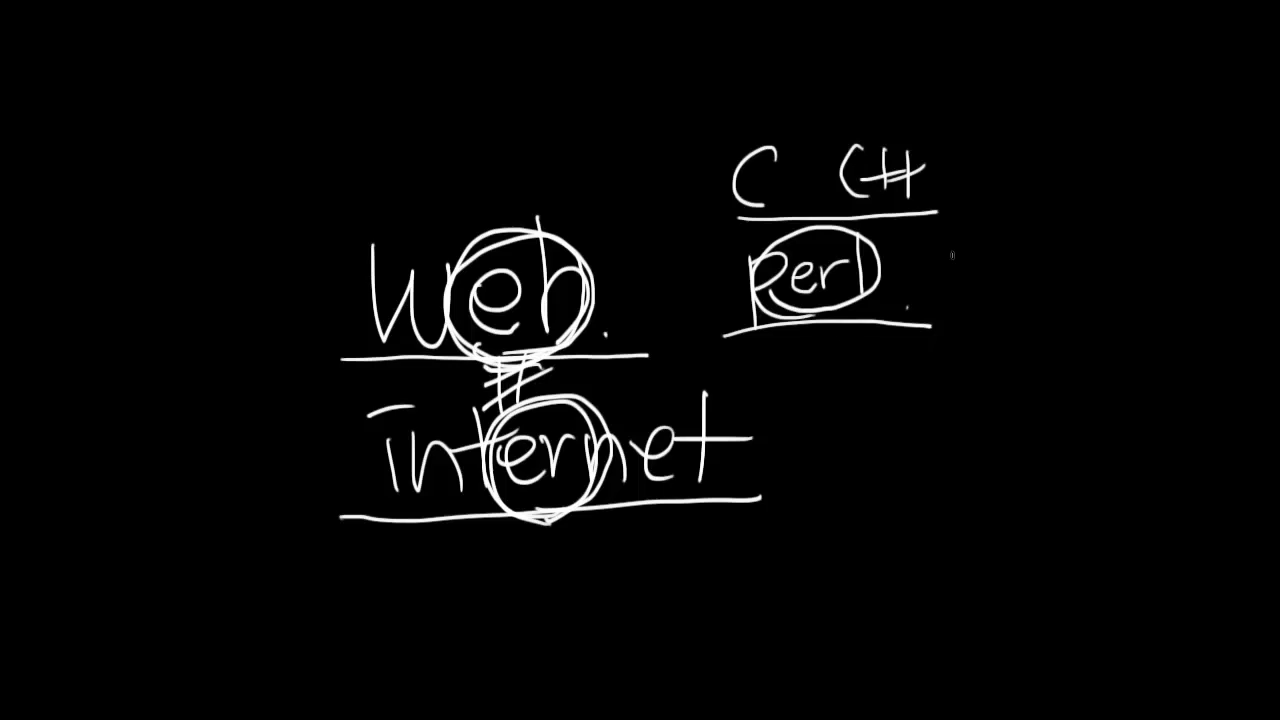 C C++
Web.
perl.
≠
internet